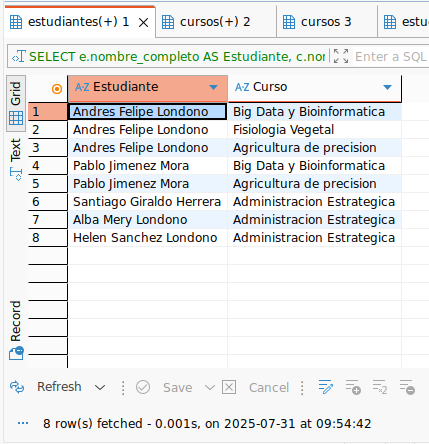 estudiantes(+) 1 cursos(+) 2 cursos 3 estu
SELECT e.nombre_completo AS Estudiante, c.nor Enter a SQL
Grid
Text
Record
A-Z Estudiante A-Z Curso
1 Andres Felipe Londono Big Data y Bioinformatica
2 Andres Felipe Londono Fisiologia Vegetal
3 Andres Felipe Londono Agricultura de precision
4 Pablo Jimenez Mora Big Data y Bioinformatica
5 Pablo Jimenez Mora Agricultura de precision
6 Santiago Giraldo Herrera Administracion Estrategica
7 Alba Mery Londono Administracion Estrategica
8 Helen Sanchez Londono Administracion Estrategica
Refresh Save Cancel
8 row(s) fetched - 0.001s, on 2025-07-31 at 09:54:42